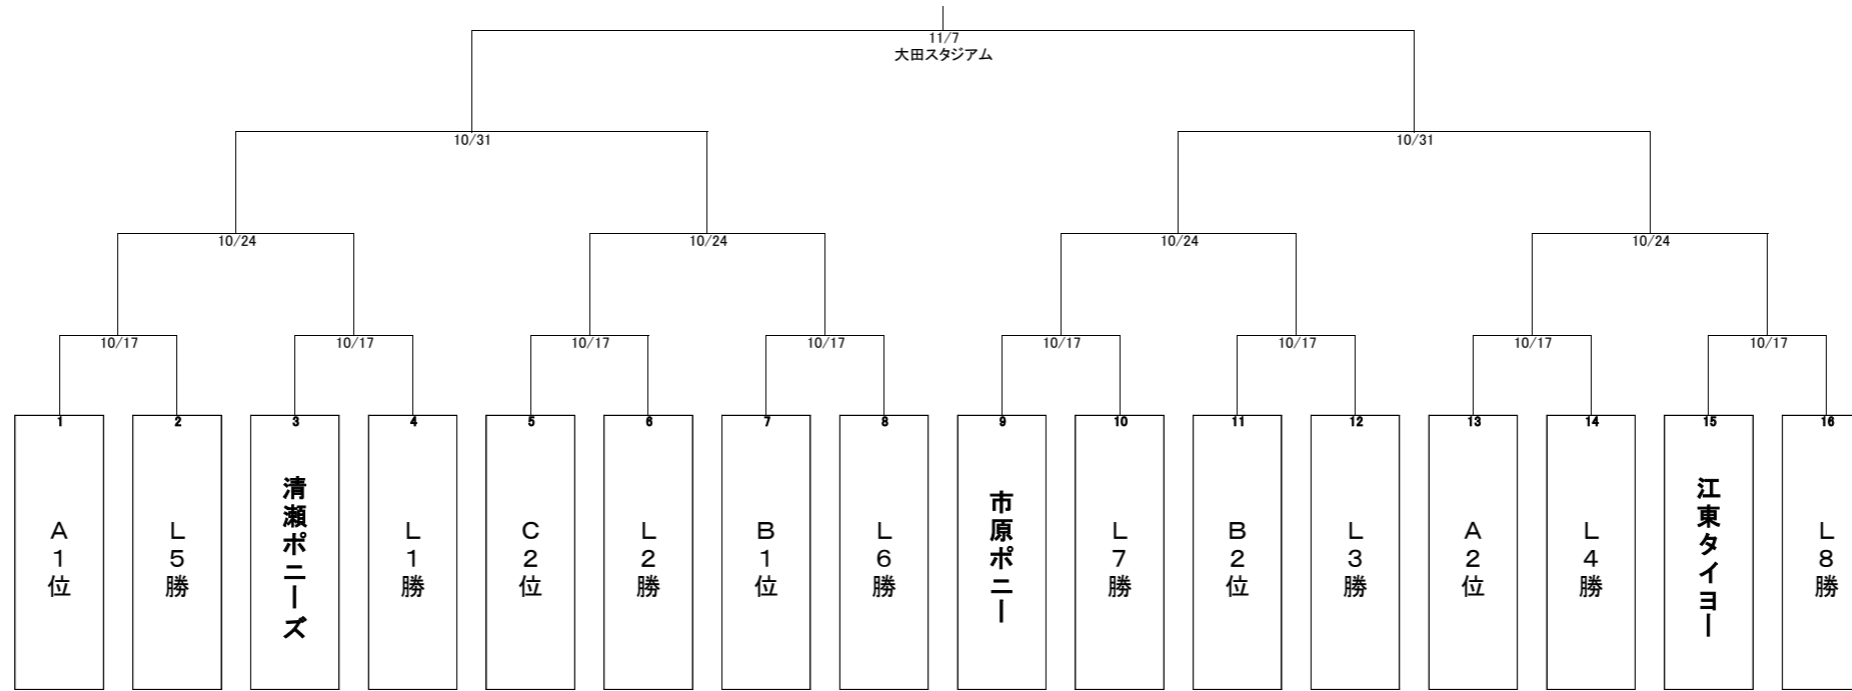 11/7
大田スタジアム
10/31
10/31
10/24
10/24
10/24
10/24
10/17
10/17
10/17
10/17
10/17
10/17
10/17
10/17
1
2
3
4
5
6
7
8
9
10
11
12
13
14
15
16
A1位
L5勝
清瀬ポニーズ
L1勝
C2位
L2勝
B1位
L6勝
市原ポニー
L7勝
B2位
L3勝
A2位
L4勝
江東タイヨー
L8勝